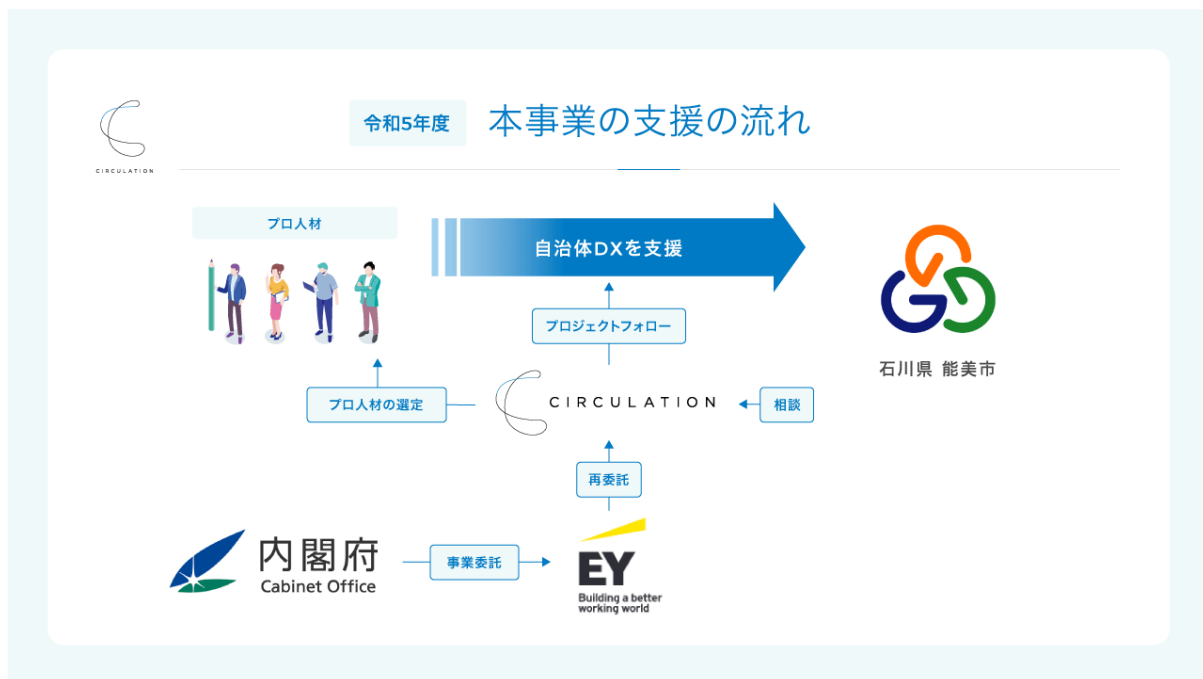 令和5年度
本事業の支援の流れ
CIRCULATION
プロ人材
自治体DXを支援
プロジェクトフォロー
石川県 能美市
プロ人材の選定
CIRCULATION
相談
再委託
内閣府
Cabinet Office
事業委託
EY
Building a better
working world